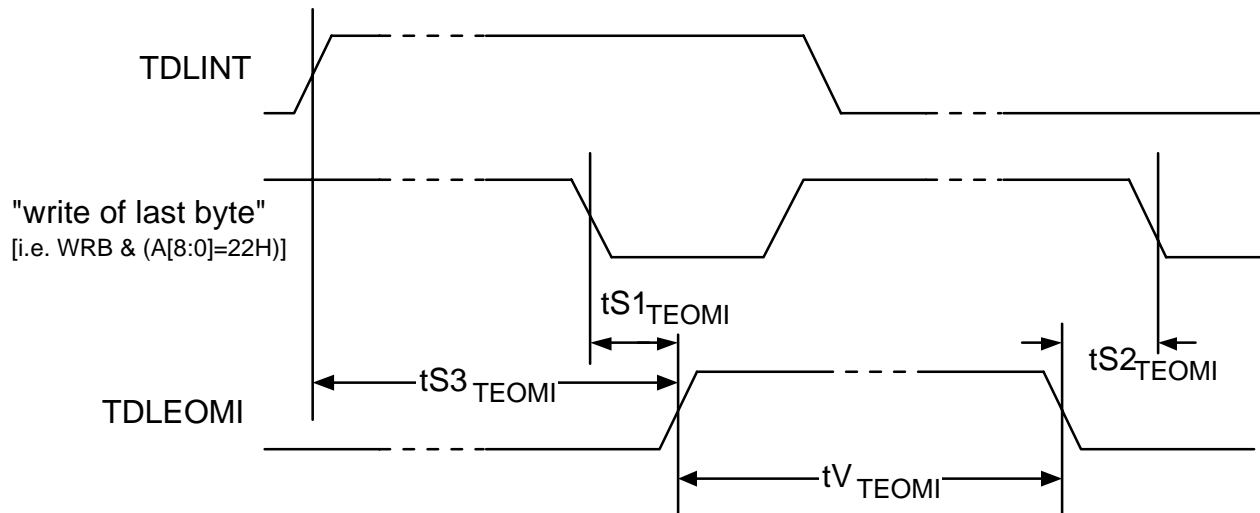 TDLINT
"write of last byte"
[i.e. WRB & (A[8:0]=22H)]
tS1TEOMI
tS2TEOMI
tS3 TEOMI
TDLEOMI
tV TEOMI